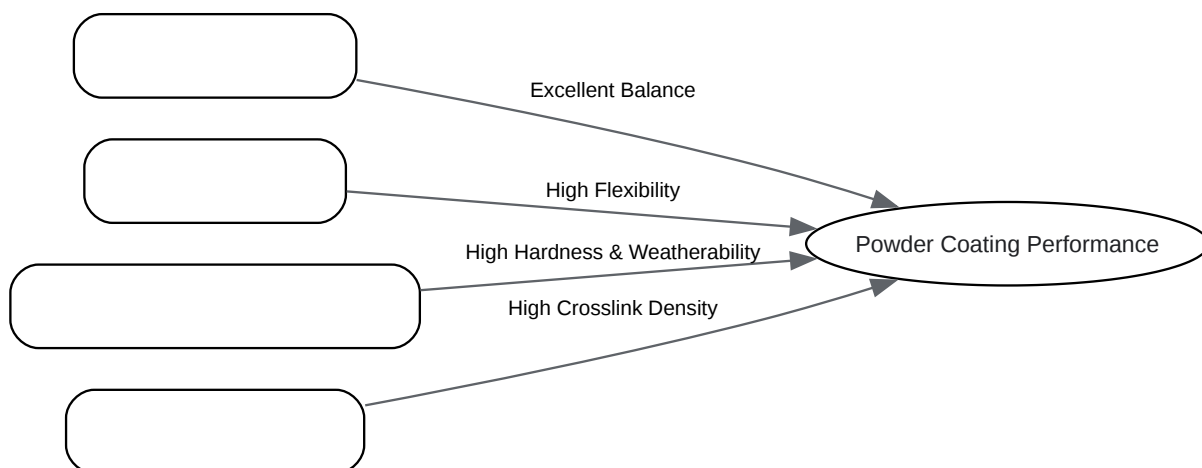 Excellent Balance
High Flexibility
Powder Coating Performance
High Hardness & Weatherability
High Crosslink Density